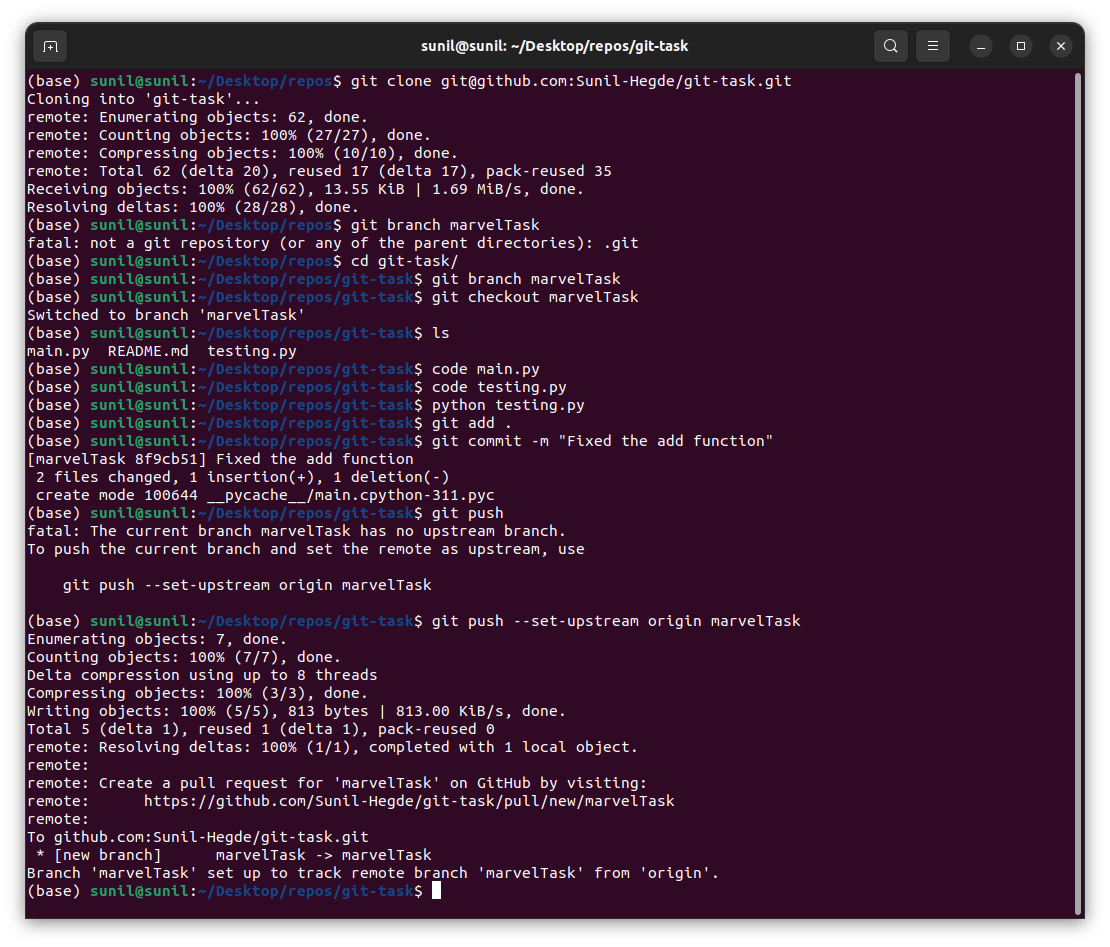 sunil@sunil: ~/Desktop/repos/git-task
(base) sunil@sunil:~/Desktop/repos$ git clone git@github.com:Sunil-Hegde/git-task.git
Cloning into 'git-task'...
remote: Enumerating objects: 62, done.
remote: Counting objects: 100% (27/27), done.
remote: Compressing objects: 100% (10/10), done.
remote: Total 62 (delta 20), reused 17 (delta 17), pack-reused 35
Receiving objects: 100% (62/62), 13.55 KiB | 1.69 MiB/s, done.
Resolving deltas: 100% (28/28), done.
(base) sunil@sunil:~/Desktop/repos$ git branch marvelTask
fatal: not a git repository (or any of the parent directories): .git
(base) sunil@sunil:~/Desktop/repos$ cd git-task/
(base) sunil@sunil:~/Desktop/repos/git-task$ git branch marvelTask
(base) sunil@sunil:~/Desktop/repos/git-task$ git checkout marvelTask
Switched to branch 'marvelTask'
(base) sunil@sunil:~/Desktop/repos/git-task$ ls
main.py  README.md  testing.py
(base) sunil@sunil:~/Desktop/repos/git-task$ code main.py
(base) sunil@sunil:~/Desktop/repos/git-task$ code testing.py
(base) sunil@sunil:~/Desktop/repos/git-task$ python testing.py
(base) sunil@sunil:~/Desktop/repos/git-task$ git add .
(base) sunil@sunil:~/Desktop/repos/git-task$ git commit -m "Fixed the add function"
[marvelTask 8f9cb51] Fixed the add function
 2 files changed, 1 insertion(+), 1 deletion(-)
 create mode 100644 __pycache__/main.cpython-311.pyc
(base) sunil@sunil:~/Desktop/repos/git-task$ git push
fatal: The current branch marvelTask has no upstream branch.
To push the current branch and set the remote as upstream, use
    git push --set-upstream origin marvelTask
(base) sunil@sunil:~/Desktop/repos/git-task$ git push --set-upstream origin marvelTask
Enumerating objects: 7, done.
Counting objects: 100% (7/7), done.
Delta compression using up to 8 threads
Compressing objects: 100% (3/3), done.
Writing objects: 100% (5/5), 813 bytes | 813.00 KiB/s, done.
Total 5 (delta 1), reused 1 (delta 1), pack-reused 0
remote: Resolving deltas: 100% (1/1), completed with 1 local object.
remote:
remote: Create a pull request for 'marvelTask' on GitHub by visiting:
remote:      https://github.com/Sunil-Hegde/git-task/pull/new/marvelTask
remote:
To github.com:Sunil-Hegde/git-task.git
 * [new branch]      marvelTask -> marvelTask
Branch 'marvelTask' set up to track remote branch 'marvelTask' from 'origin'.
(base) sunil@sunil:~/Desktop/repos/git-task$